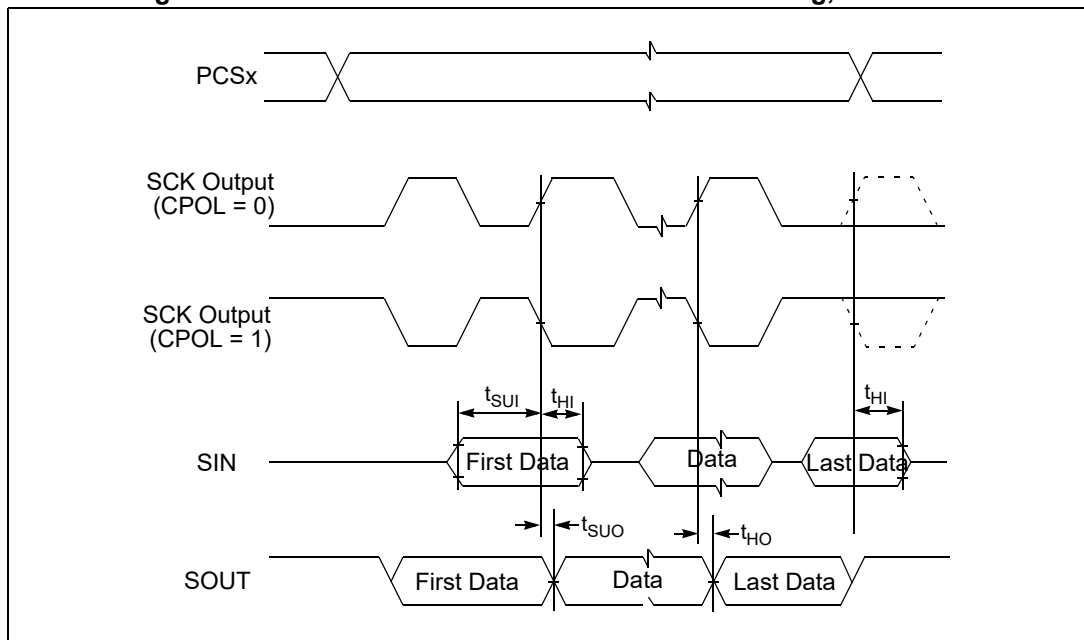 PCSx
SCK Output
(CPOL = 0)
SCK Output
(CPOL = 1)
tSUI
tHI
tHI
SIN
First Data
Data
Last Data
tSUO
tHO
SOUT
First Data
Data
Last Data